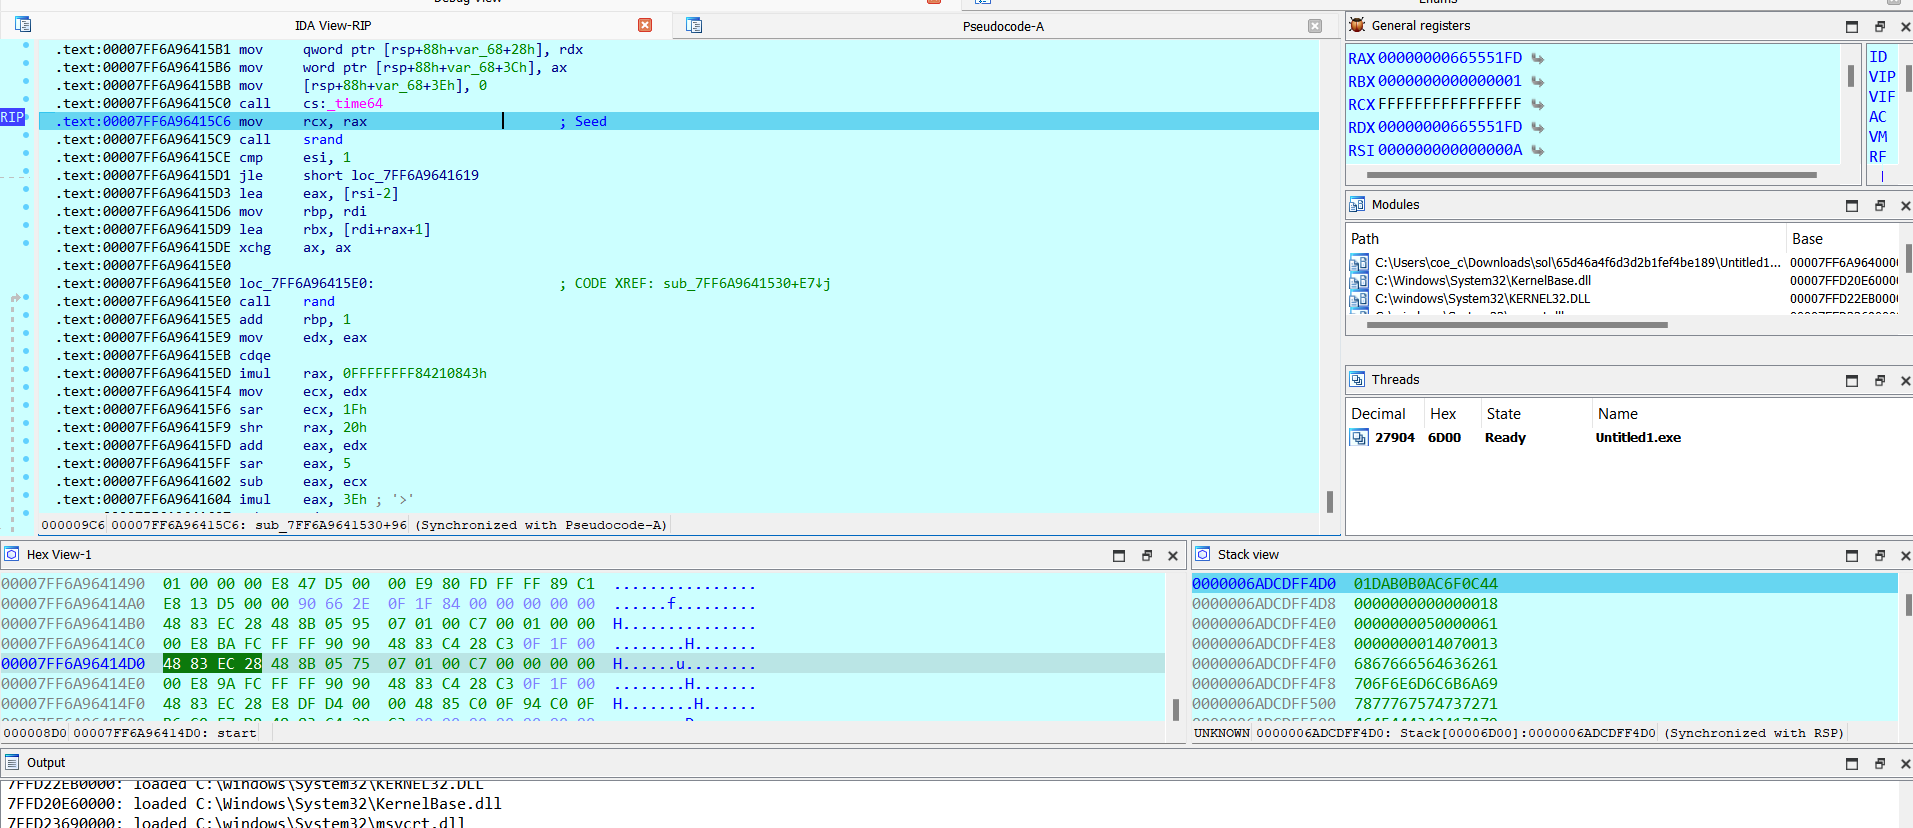 IDA View-RIP
Pseudocode-A
.text:00007FF6A96415B1 mov qword ptr [rsp+88h+var_68+28h], rdx
.text:00007FF6A96415B6 mov word ptr [rsp+88h+var_68+3Ch], ax
.text:00007FF6A96415BB mov [rsp+88h+var_68+3Eh], 0
.text:00007FF6A96415C0 call cs:_time64
RIP .text:00007FF6A96415C6 mov rcx, rax ; Seed
.text:00007FF6A96415C9 call srand
.text:00007FF6A96415CE cmp esi, 1
.text:00007FF6A96415D1 jle short loc_7FF6A9641619
.text:00007FF6A96415D3 lea eax, [rsi-2]
.text:00007FF6A96415D6 mov rbp, rdi
.text:00007FF6A96415D9 lea rbx, [rdi+rax+1]
.text:00007FF6A96415DE xchg ax, ax
.text:00007FF6A96415E0
.text:00007FF6A96415E0 loc_7FF6A96415E0: ; CODE XREF: sub_7FF6A9641530+E7↓j
.text:00007FF6A96415E0 call rand
.text:00007FF6A96415E5 add rbp, 1
.text:00007FF6A96415E9 mov edx, eax
.text:00007FF6A96415EB cdqe
.text:00007FF6A96415ED imul rax, 0FFFFFFFF84210843h
.text:00007FF6A96415F4 mov ecx, edx
.text:00007FF6A96415F6 sar ecx, 1Fh
.text:00007FF6A96415F9 shr rax, 20h
.text:00007FF6A96415FD add eax, edx
.text:00007FF6A96415FF sar eax, 5
.text:00007FF6A9641602 sub eax, ecx
.text:00007FF6A9641604 imul eax, 3Eh ; '>'
000009C6 00007FF6A96415C6: sub_7FF6A9641530+96 (Synchronized with Pseudocode-A)
General registers
RAX 00000000665551FD
RBX 0000000000000001
RCX FFFFFFFFFFFFFFFF
RDX 00000000665551FD
RSI 000000000000000A
ID
VIP
VIF
AC
VM
RF
Modules
Path Base
C:\Users\coe_c\Downloads\sol\65d46a4f6d3d2b1fef4be189\Untitled1... 00007FF6A964000
C:\Windows\System32\KernelBase.dll 00007FFD20E6000
C:\windows\System32\KERNEL32.DLL 00007FFD22EB000
Threads
Decimal Hex State Name
27904 6D00 Ready Untitled1.exe
Hex View-1
00007FF6A9641490 01 00 00 00 E8 47 D5 00 00 E9 80 FD FF FF 89 C1 ................
00007FF6A96414A0 E8 13 D5 00 00 90 66 2E 0F 1F 84 00 00 00 00 00 ......f.........
00007FF6A96414B0 48 83 EC 28 48 8B 05 95 07 01 00 C7 00 01 00 00 H...............
00007FF6A96414C0 00 E8 BA FC FF FF 90 90 48 83 C4 28 C3 0F 1F 00 ........H.......
00007FF6A96414D0 48 83 EC 28 48 8B 05 75 07 01 00 C7 00 00 00 00 H......u........
00007FF6A96414E0 00 E8 9A FC FF FF 90 90 48 83 C4 28 C3 0F 1F 00 ........H.......
00007FF6A96414F0 48 83 EC 28 E8 DF D4 00 00 48 85 C0 0F 94 C0 0F H........H......
000008D0 00007FF6A96414D0: start
Stack view
0000006ADCDFF4D0 01DAB0B0AC6F0C44
0000006ADCDFF4D8 0000000000000018
0000006ADCDFF4E0 0000000050000061
0000006ADCDFF4E8 0000000014070013
0000006ADCDFF4F0 6867666564636261
0000006ADCDFF4F8 706F6E6D6C6B6A69
0000006ADCDFF500 7877767574737271
UNKNOWN 0000006ADCDFF4D0: Stack[00006D00]:0000006ADCDFF4D0 (Synchronized with RSP)
Output
7FFD22EB0000: loaded C:\windows\System32\KERNEL32.DLL
7FFD20E60000: loaded C:\Windows\System32\KernelBase.dll
7FFD23690000: loaded C:\windows\System32\msvcrt.dll